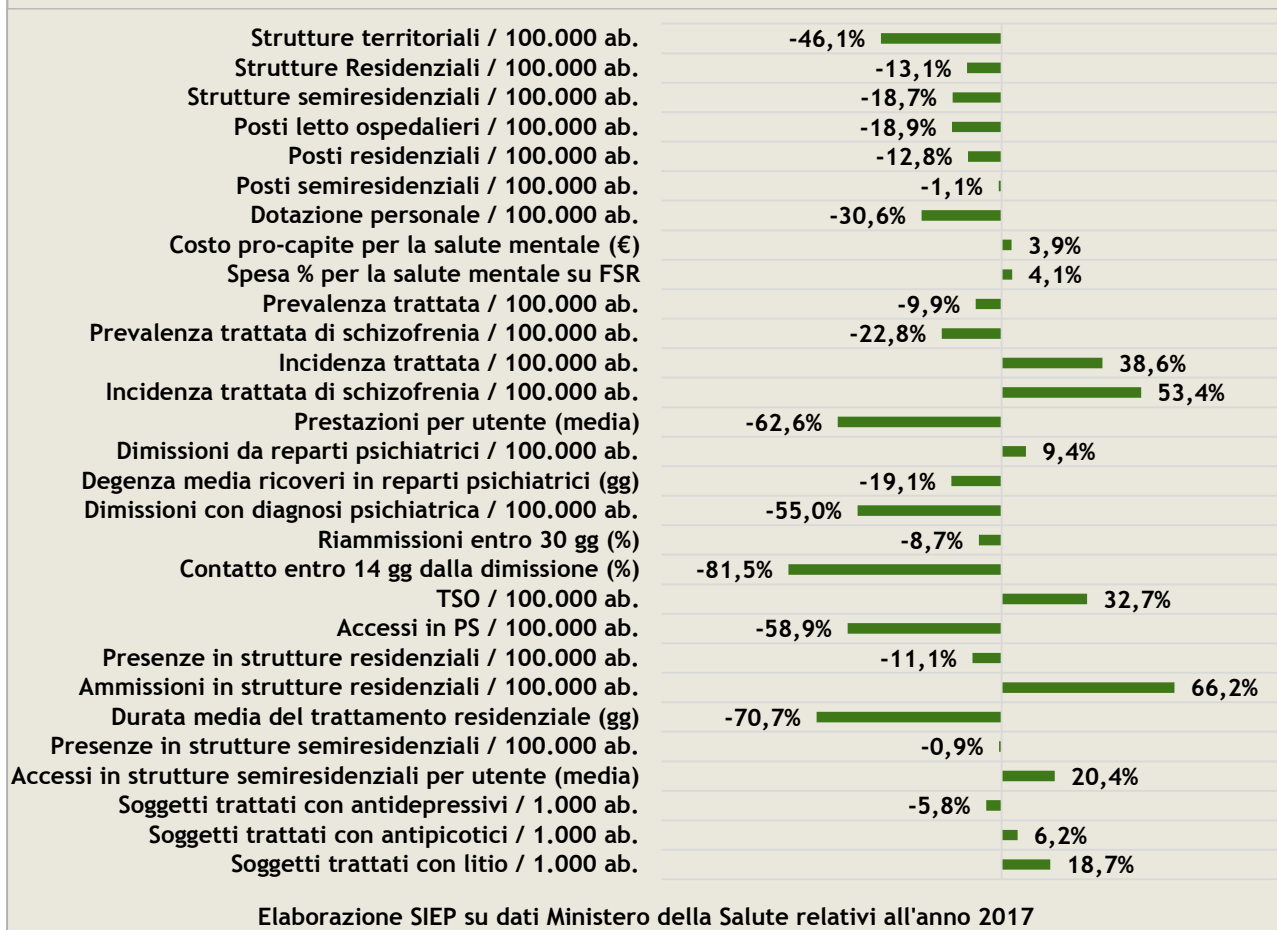 Strutture territoriali / 100.000 ab. -46,1%
Strutture Residenziali / 100.000 ab. -13,1%
Strutture semiresidenziali / 100.000 ab. -18,7%
Posti letto ospedalieri / 100.000 ab. -18,9%
Posti residenziali / 100.000 ab. -12,8%
Posti semiresidenziali / 100.000 ab. -1,1%
Dotazione personale / 100.000 ab. -30,6%
Costo pro-capite per la salute mentale (€) 3,9%
Spesa % per la salute mentale su FSR 4,1%
Prevalenza trattata / 100.000 ab. -9,9%
Prevalenza trattata di schizofrenia / 100.000 ab. -22,8%
Incidenza trattata / 100.000 ab. 38,6%
Incidenza trattata di schizofrenia / 100.000 ab. 53,4%
Prestazioni per utente (media) -62,6%
Dimissioni da reparti psichiatrici / 100.000 ab. 9,4%
Degenza media ricoveri in reparti psichiatrici (gg) -19,1%
Dimissioni con diagnosi psichiatrica / 100.000 ab. -55,0%
Riammissioni entro 30 gg (%) -8,7%
Contatto entro 14 gg dalla dimissione (%) -81,5%
TSO / 100.000 ab. 32,7%
Accessi in PS / 100.000 ab. -58,9%
Presenze in strutture residenziali / 100.000 ab. -11,1%
Ammissioni in strutture residenziali / 100.000 ab. 66,2%
Durata media del trattamento residenziale (gg) -70,7%
Presenze in strutture semiresidenziali / 100.000 ab. -0,9%
Accessi in strutture semiresidenziali per utente (media) 20,4%
Soggetti trattati con antidepressivi / 1.000 ab. -5,8%
Soggetti trattati con antipicotici / 1.000 ab. 6,2%
Soggetti trattati con litio / 1.000 ab. 18,7%
Elaborazione SIEP su dati Ministero della Salute relativi all'anno 2017